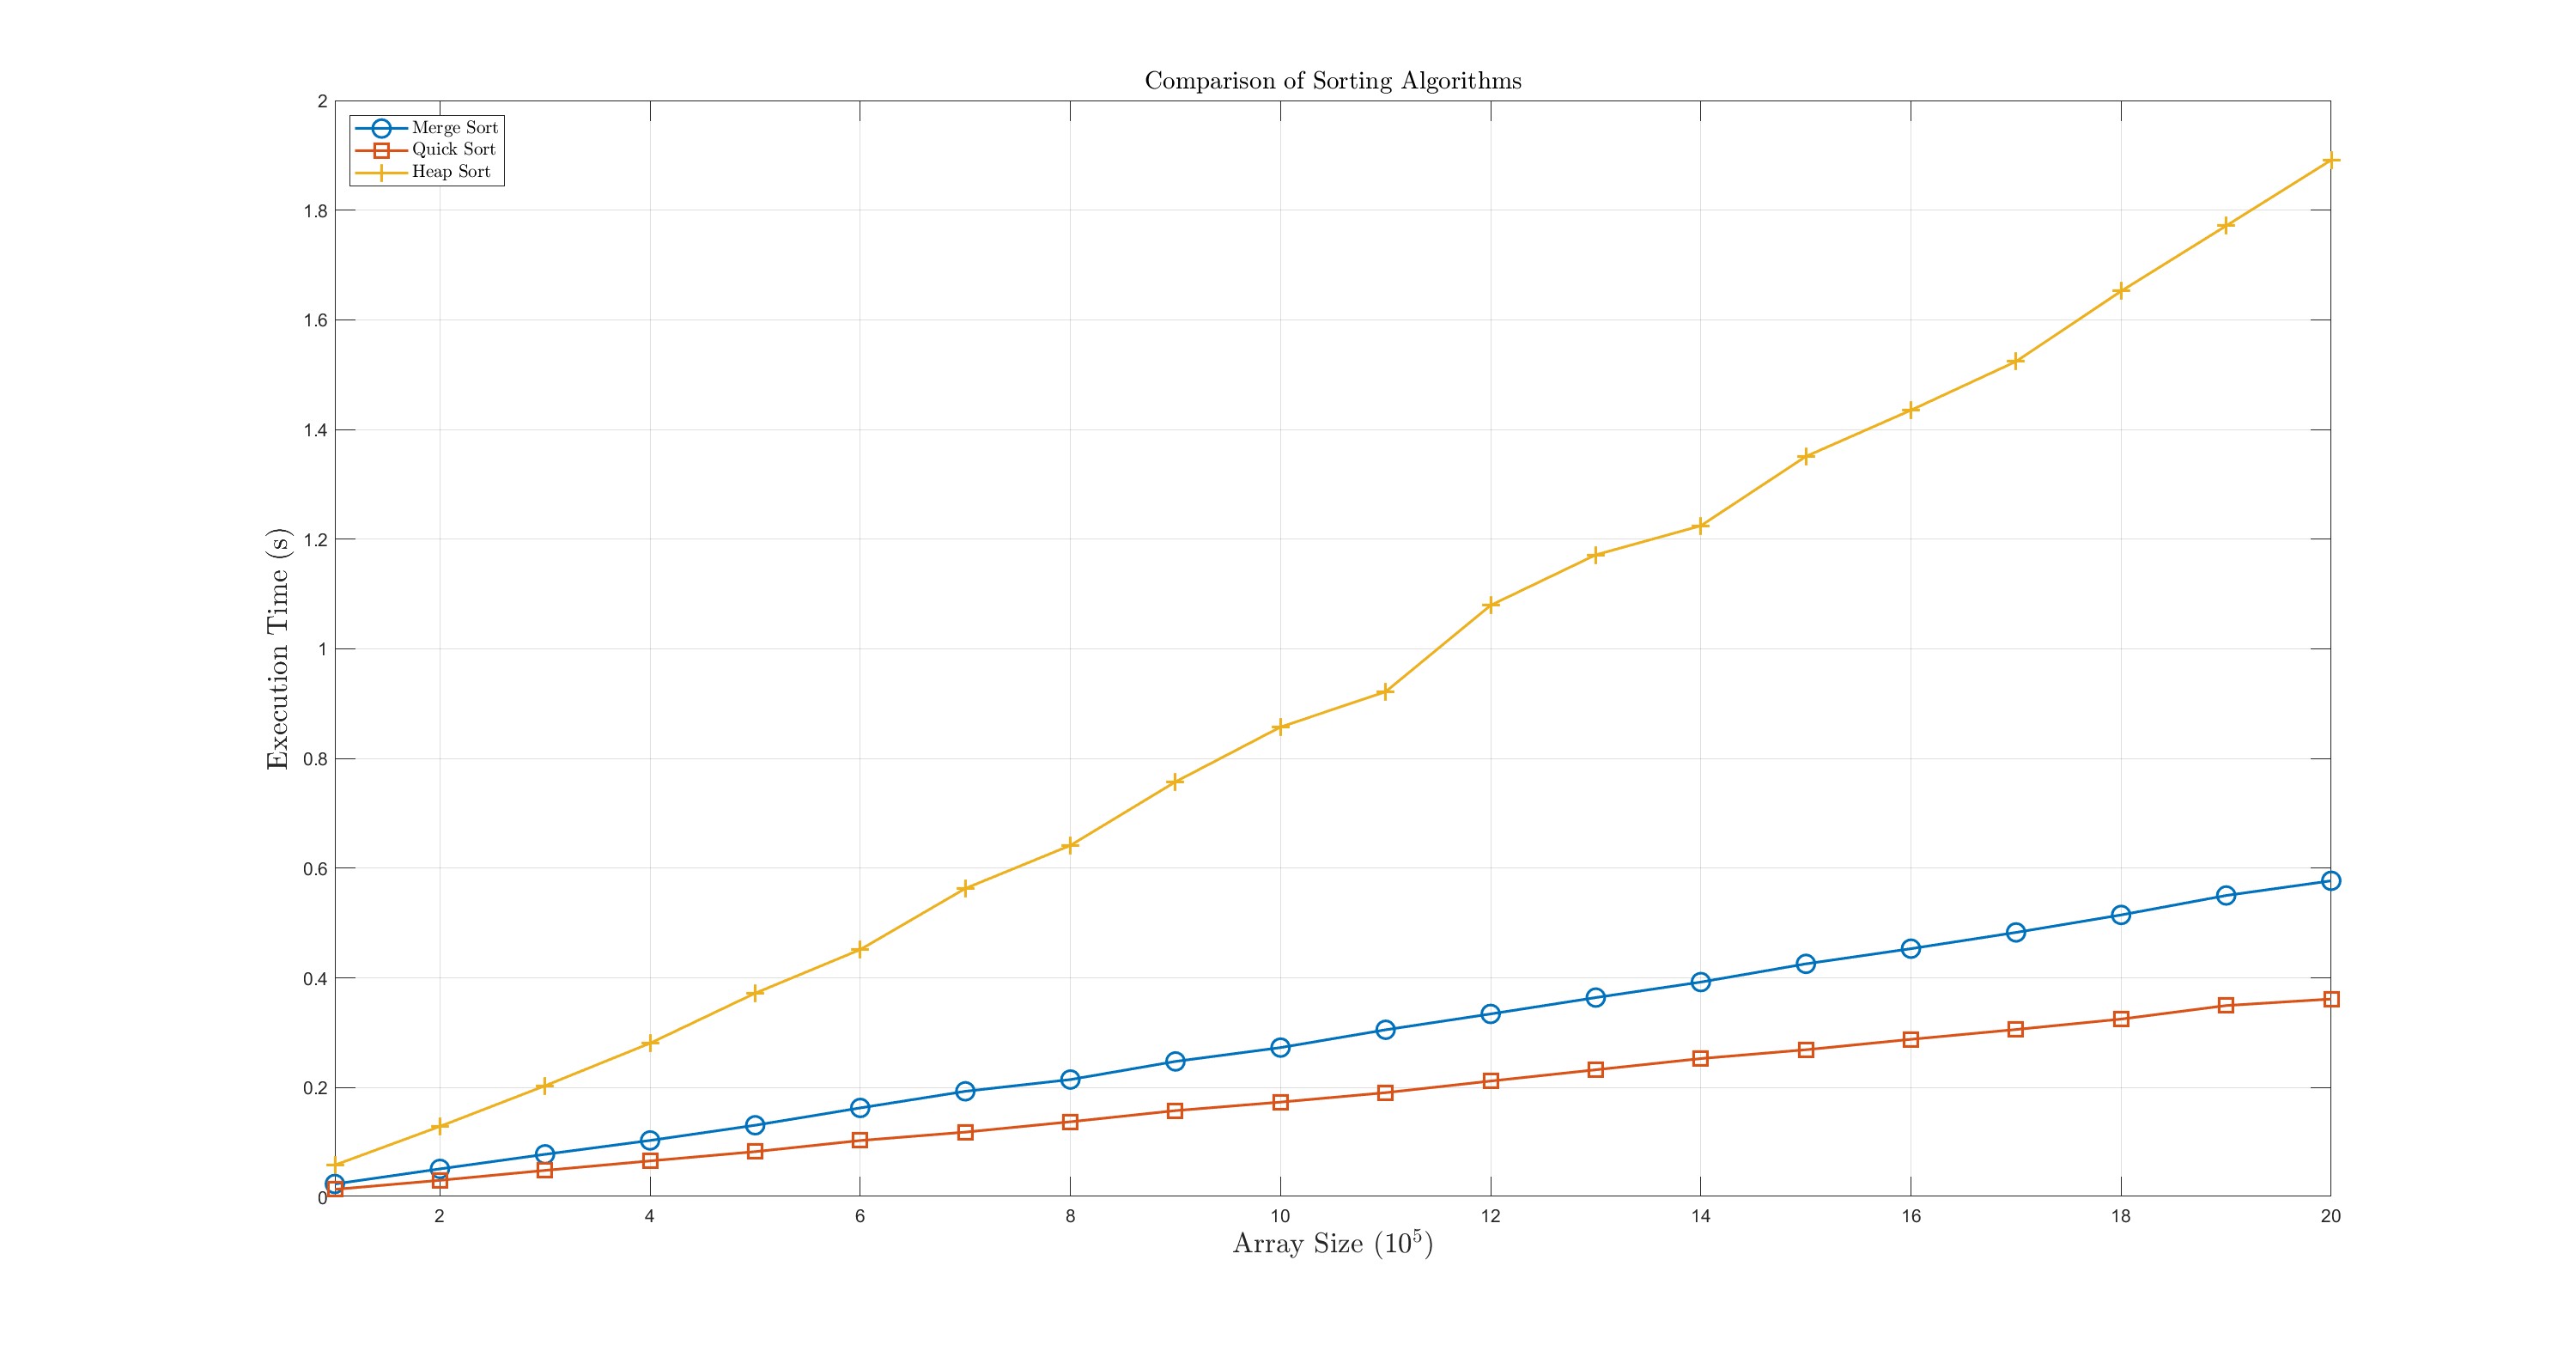 Comparison of Sorting Algorithms
Merge Sort
Quick Sort
Heap Sort
2
1.8
1.6
1.4
1.2
1
0.8
0.6
0.4
0.2
0
Execution Time (s)
2 4 6 8 10 12 14 16 18 20
Array Size (10⁵)